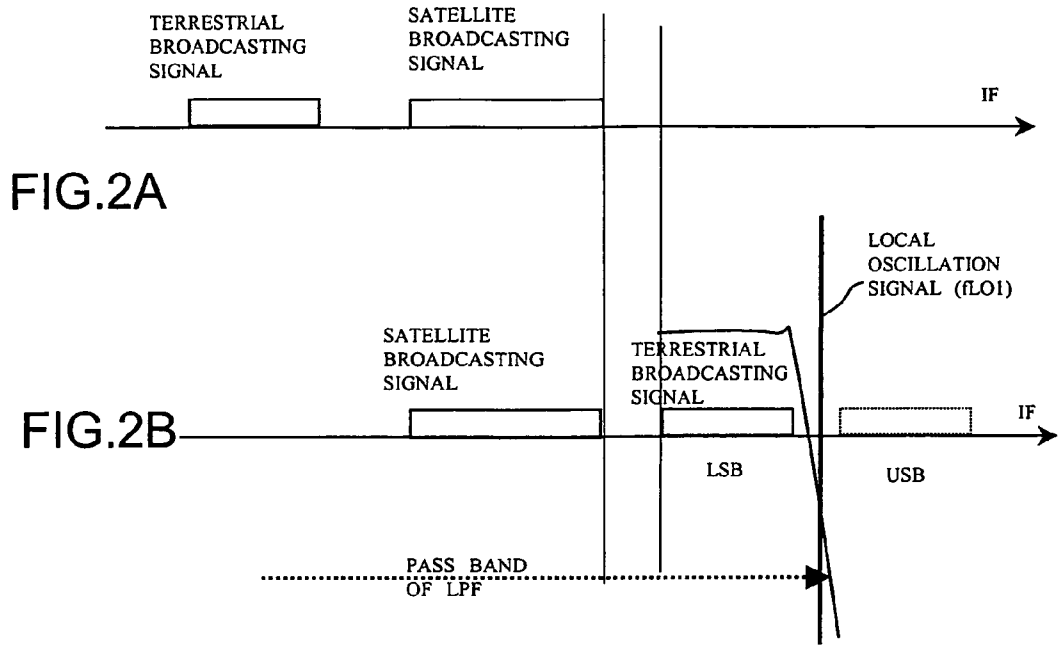 TERRESTRIAL
BROADCASTING
SIGNAL
SATELLITE
BROADCASTING
SIGNAL
IF
FIG.2A
LOCAL
OSCILLATION
SIGNAL (fLO1)
SATELLITE
BROADCASTING
SIGNAL
TERRESTRIAL
BROADCASTING
SIGNAL
IF
FIG.2B
LSB
USB
PASS BAND
OF LPF